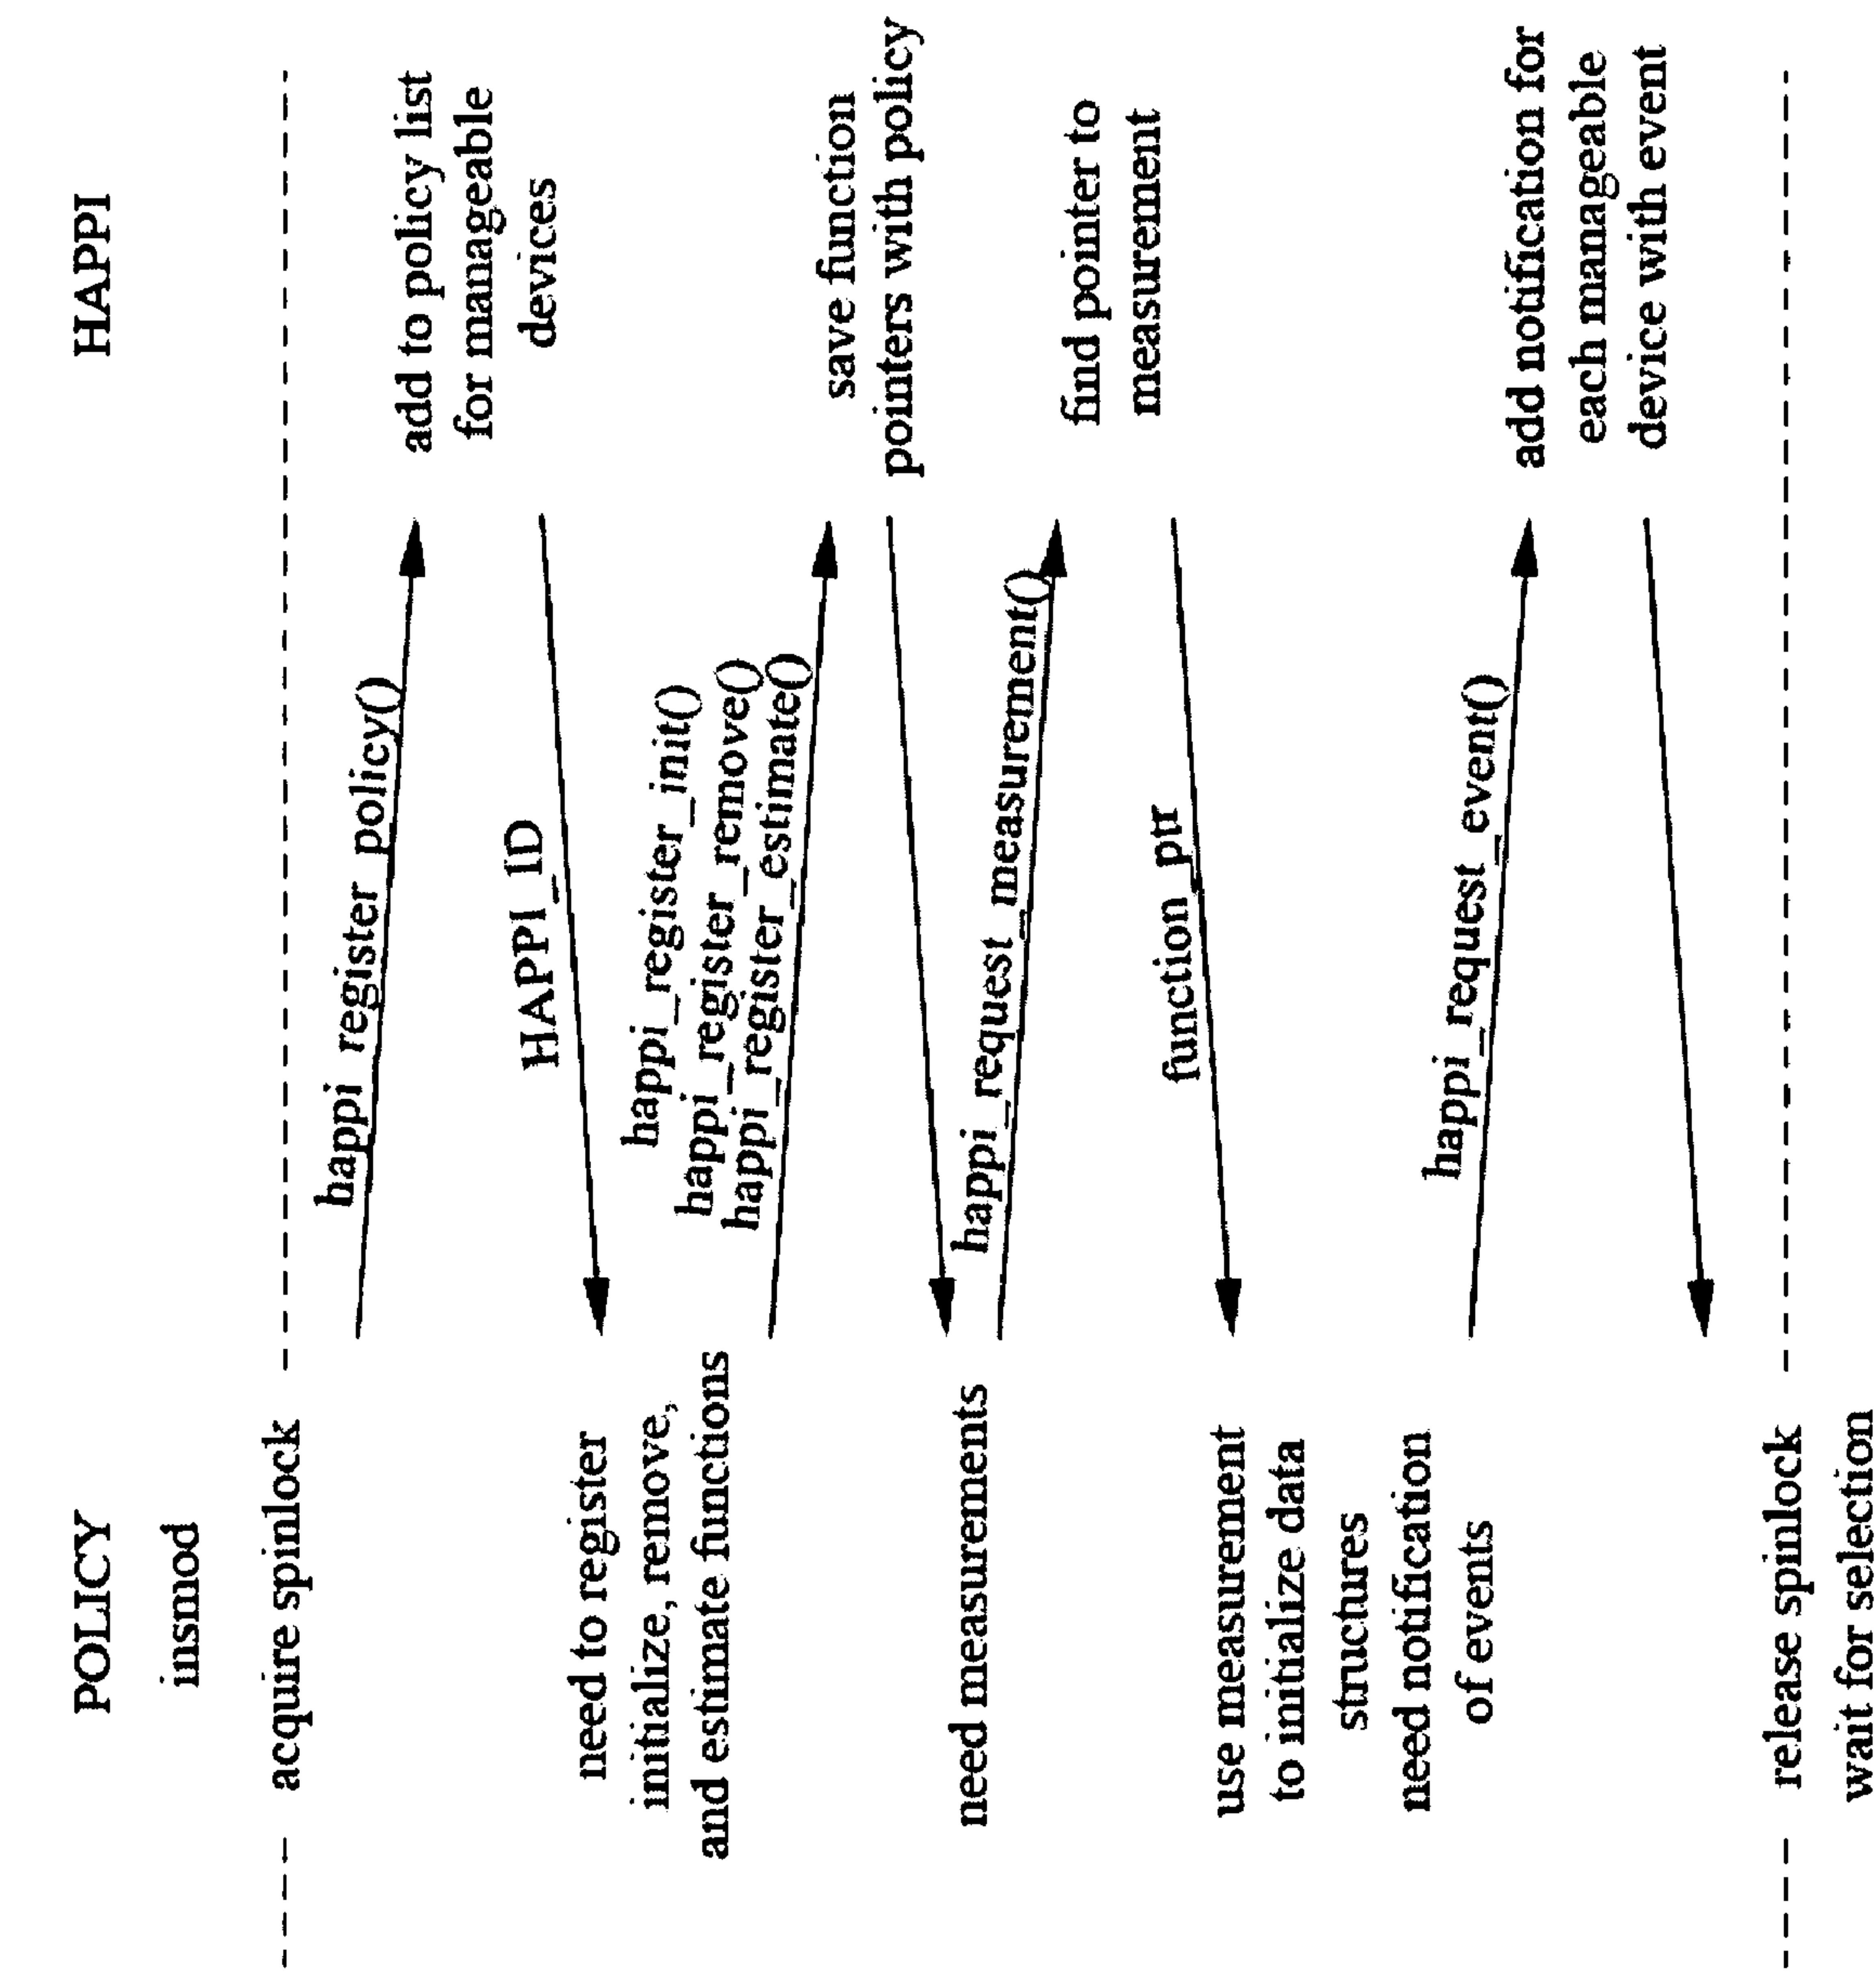 POLICY
HAPPI
insmod
acquire spinlock
happi_register_policy()
add to policy list
for manageable
devices
HAPPI_ID
need to register
initialize, remove,
and estimate functions
happi_register_init()
happi_register_remove()
happi_register_estimate()
save function
pointers with policy
need measurements
happi_request_measurement()
find pointer to
measurement
function_ptr
use measurement
to initialize data
structures
need notification
of events
happi_request_event()
add notification for
each manageable
device with event
release spinlock
wait for selection